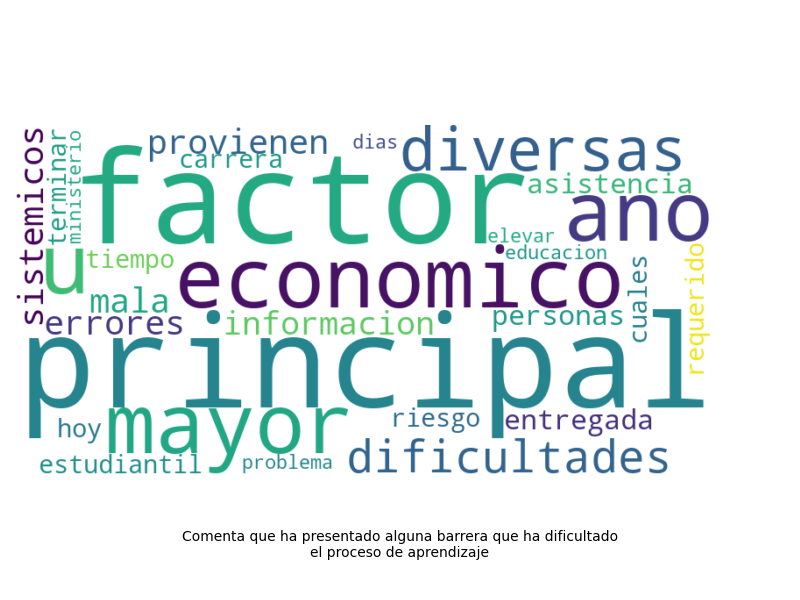 provienen
dias
diversas
sistemicos
terminar
ministerio
carrera
factor
asistencia
ano
u
tiempo
economico
elevar
educacion
cuales
requerido
mala
errores
informacion
personas
principal
hoy
mayor
riesgo
entregada
estudiantil
problema
dificultades
Comenta que ha presentado alguna barrera que ha dificultado
el proceso de aprendizaje